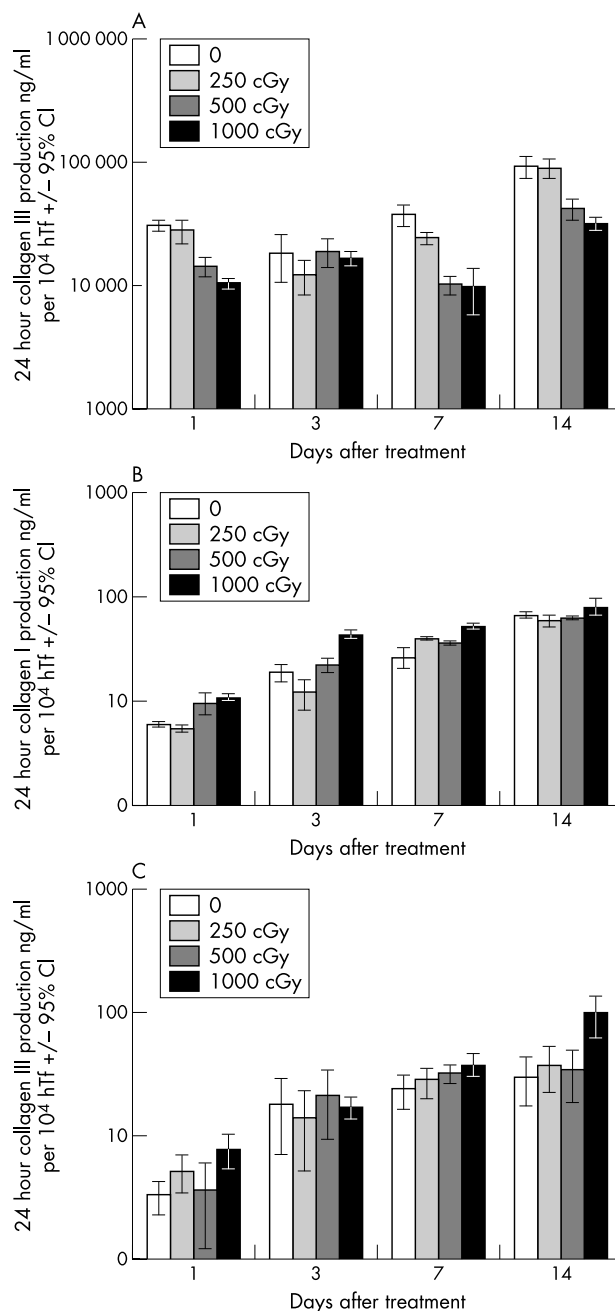 A
1 000 000
100 000
10 000
1000
24 hour collagen III production ng/ml
per 10⁴ hTf +/– 95% CI
0
250 cGy
500 cGy
1000 cGy
1 3 7 14
Days after treatment
B
1000
100
10
0
24 hour collagen I production ng/ml
per 10⁴ hTf +/– 95% CI
0
250 cGy
500 cGy
1000 cGy
1 3 7 14
Days after treatment
C
1000
100
10
0
24 hour collagen III production ng/ml
per 10⁴ hTf +/– 95% CI
0
250 cGy
500 cGy
1000 cGy
1 3 7 14
Days after treatment